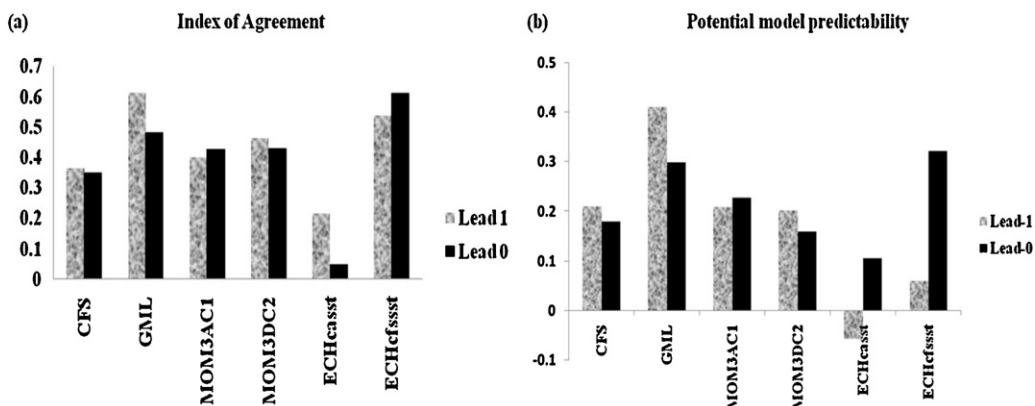 (a)
Index of Agreement
0.7
0.6
0.5
0.4
0.3
0.2
0.1
0
CFS
GML
MOM3AC1
MOM3DC2
ECHcasst
ECHcfssst
Lead 1
Lead 0
(b)
Potential model predictability
0.5
0.4
0.3
0.2
0.1
0
-0.1
CFS
GML
MOM3AC1
MOM3DC2
ECHcasst
ECHcfssst
Lead-1
Lead-0